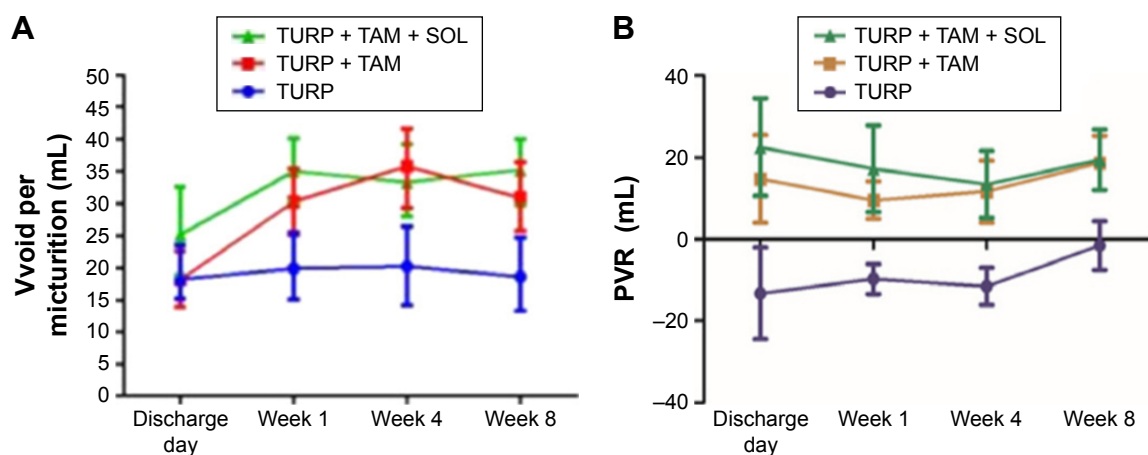 A
TURP + TAM + SOL
TURP + TAM
TURP
Vvoid per
micturition (mL)
50
45
40
35
30
25
20
15
10
5
0
Discharge
day
Week 1
Week 4
Week 8
B
TURP + TAM + SOL
TURP + TAM
TURP
PVR (mL)
40
20
0
–20
–40
Discharge
day
Week 1
Week 4
Week 8